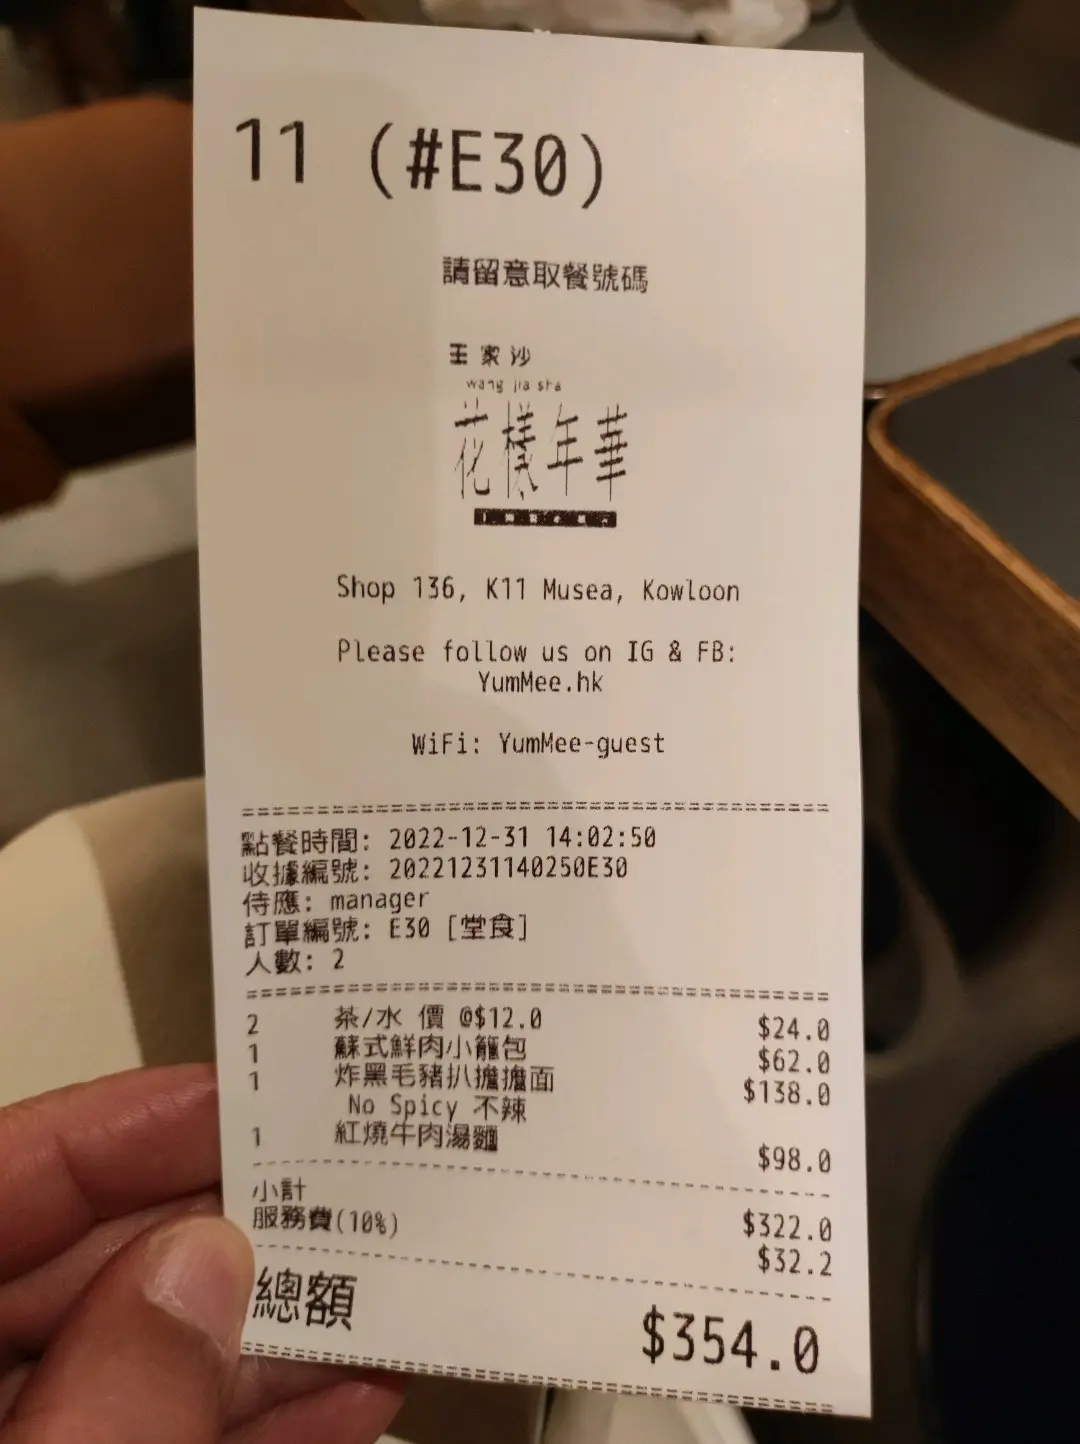 11 (#E30)
請留意取餐號碼
王家沙
wang jia sha
花樣年華
Shop 136, K11 Musea, Kowloon
Please follow us on IG & FB:
YumMee.hk
WiFi: YumMee-guest
點餐時間: 2022-12-31 14:02:50
收據編號: 20221231140250E30
侍應: manager
訂單編號: E30 [堂食]
人數: 2
2 茶/水 價 @$12.0 $24.0
1 蘇式鮮肉小籠包 $62.0
1 炸黑毛豬扒擔擔面 $138.0
No Spicy 不辣
1 紅燒牛肉湯麵 $98.0
小計 $322.0
服務費(10%) $32.2
總額 $354.0